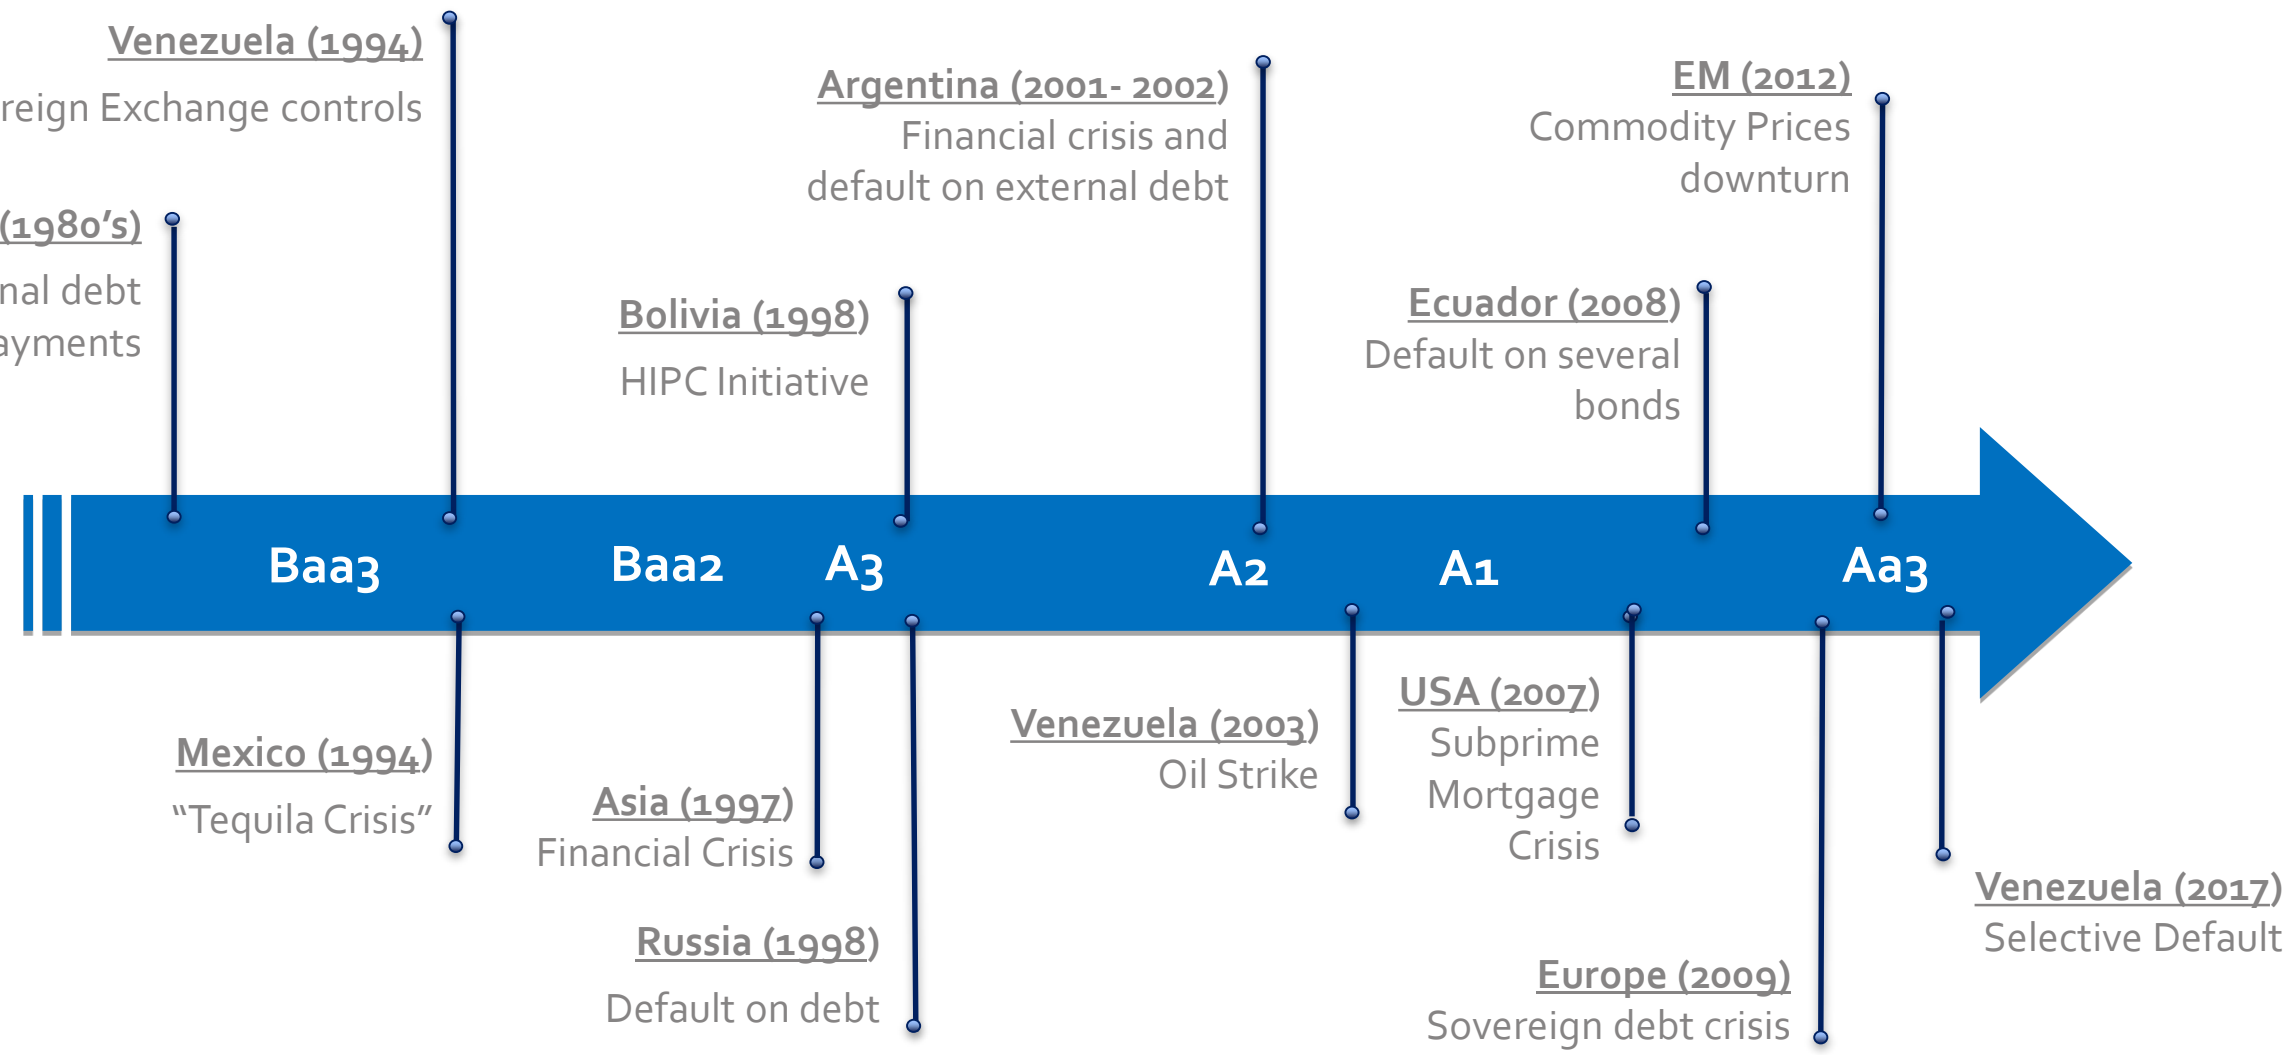 Venezuela (1994)
Exchange controls
(1980's)
debt
Argentina (2001- 2002)
Financial crisis and
default on external debt
EM (2012)
Commodity Prices
downturn
Bolivia (1998)
HIPC Initiative
Ecuador (2008)
Default on several
bonds
Baa3
Baa2
A3
A2
A1
Aa3
Mexico (1994)
“Tequila Crisis”
Asia (1997)
Financial Crisis
Russia (1998)
Default on debt
Venezuela (2003)
Oil Strike
USA (2007)
Subprime
Mortgage
Crisis
Europe (2009)
Sovereign debt crisis
Venezuela (2017)
Selective Default